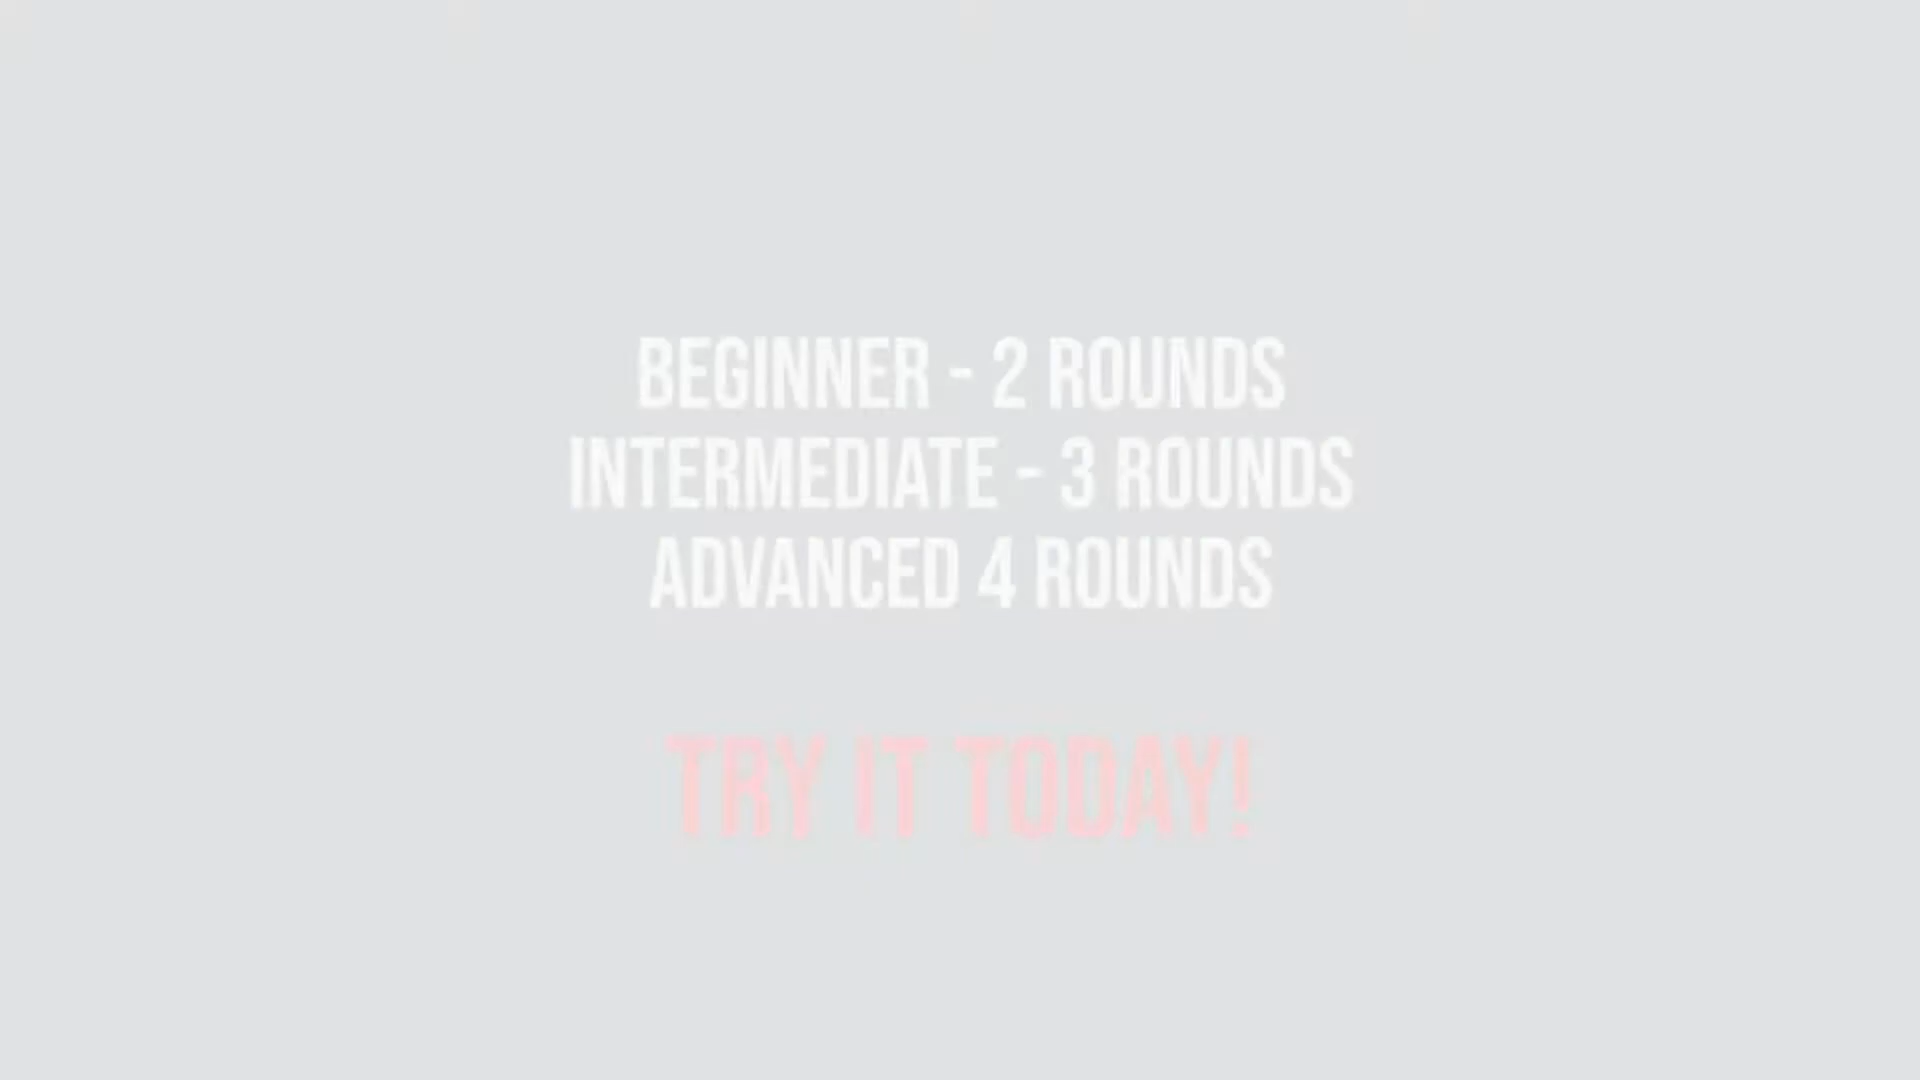 BEGINNER - 2 ROUNDS
INTERMEDIATE - 3 ROUNDS
ADVANCED 4 ROUNDS
TRY IT TODAY!